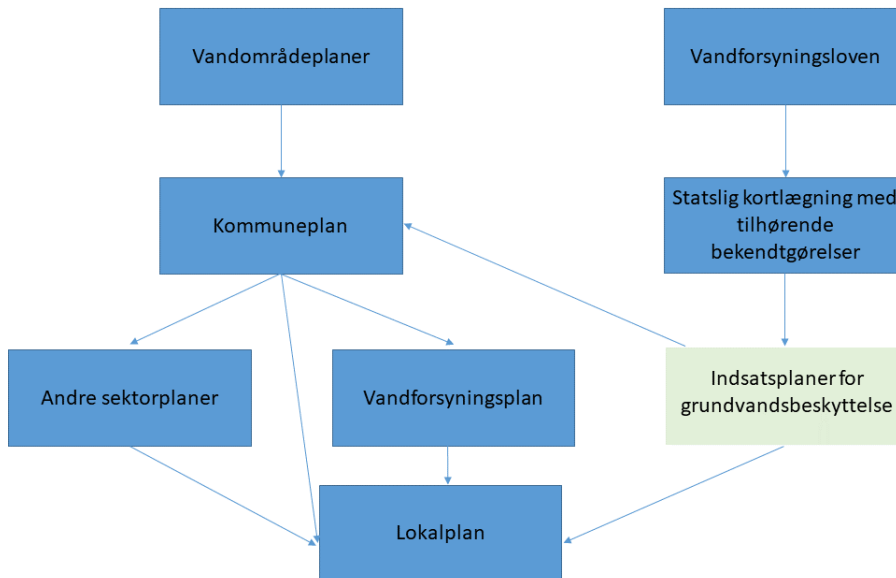 Vandområdeplaner
Vandforsyningsloven
Kommuneplan
Statslig kortlægning med
tilhørende
bekendtgørelser
Andre sektorplaner
Vandforsyningsplan
Indsatsplaner for
grundvandsbeskyttelse
Lokalplan